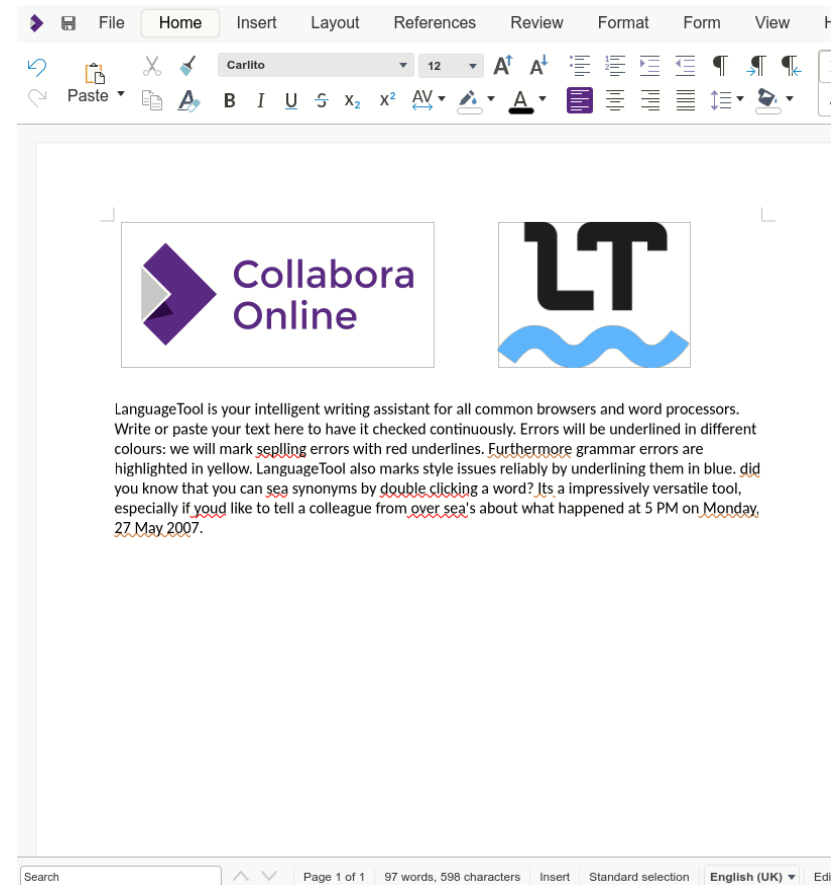 File Home Insert Layout References Review Format Form View
Carlito 12
Paste
B I U S X₂ X² AV A
Collabora
Online
LT
LanguageTool is your intelligent writing assistant for all common browsers and word processors.
Write or paste your text here to have it checked continuously. Errors will be underlined in different
colours: we will mark seplling errors with red underlines. Furthermore grammar errors are
highlighted in yellow. LanguageTool also marks style issues reliably by underlining them in blue. did
you know that you can sea synonyms by double clicking a word? Its a impressively versatile tool,
especially if youd like to tell a colleague from over sea's about what happened at 5 PM on Monday,
27 May 2007.
Search Page 1 of 1 97 words, 598 characters Insert Standard selection English (UK)